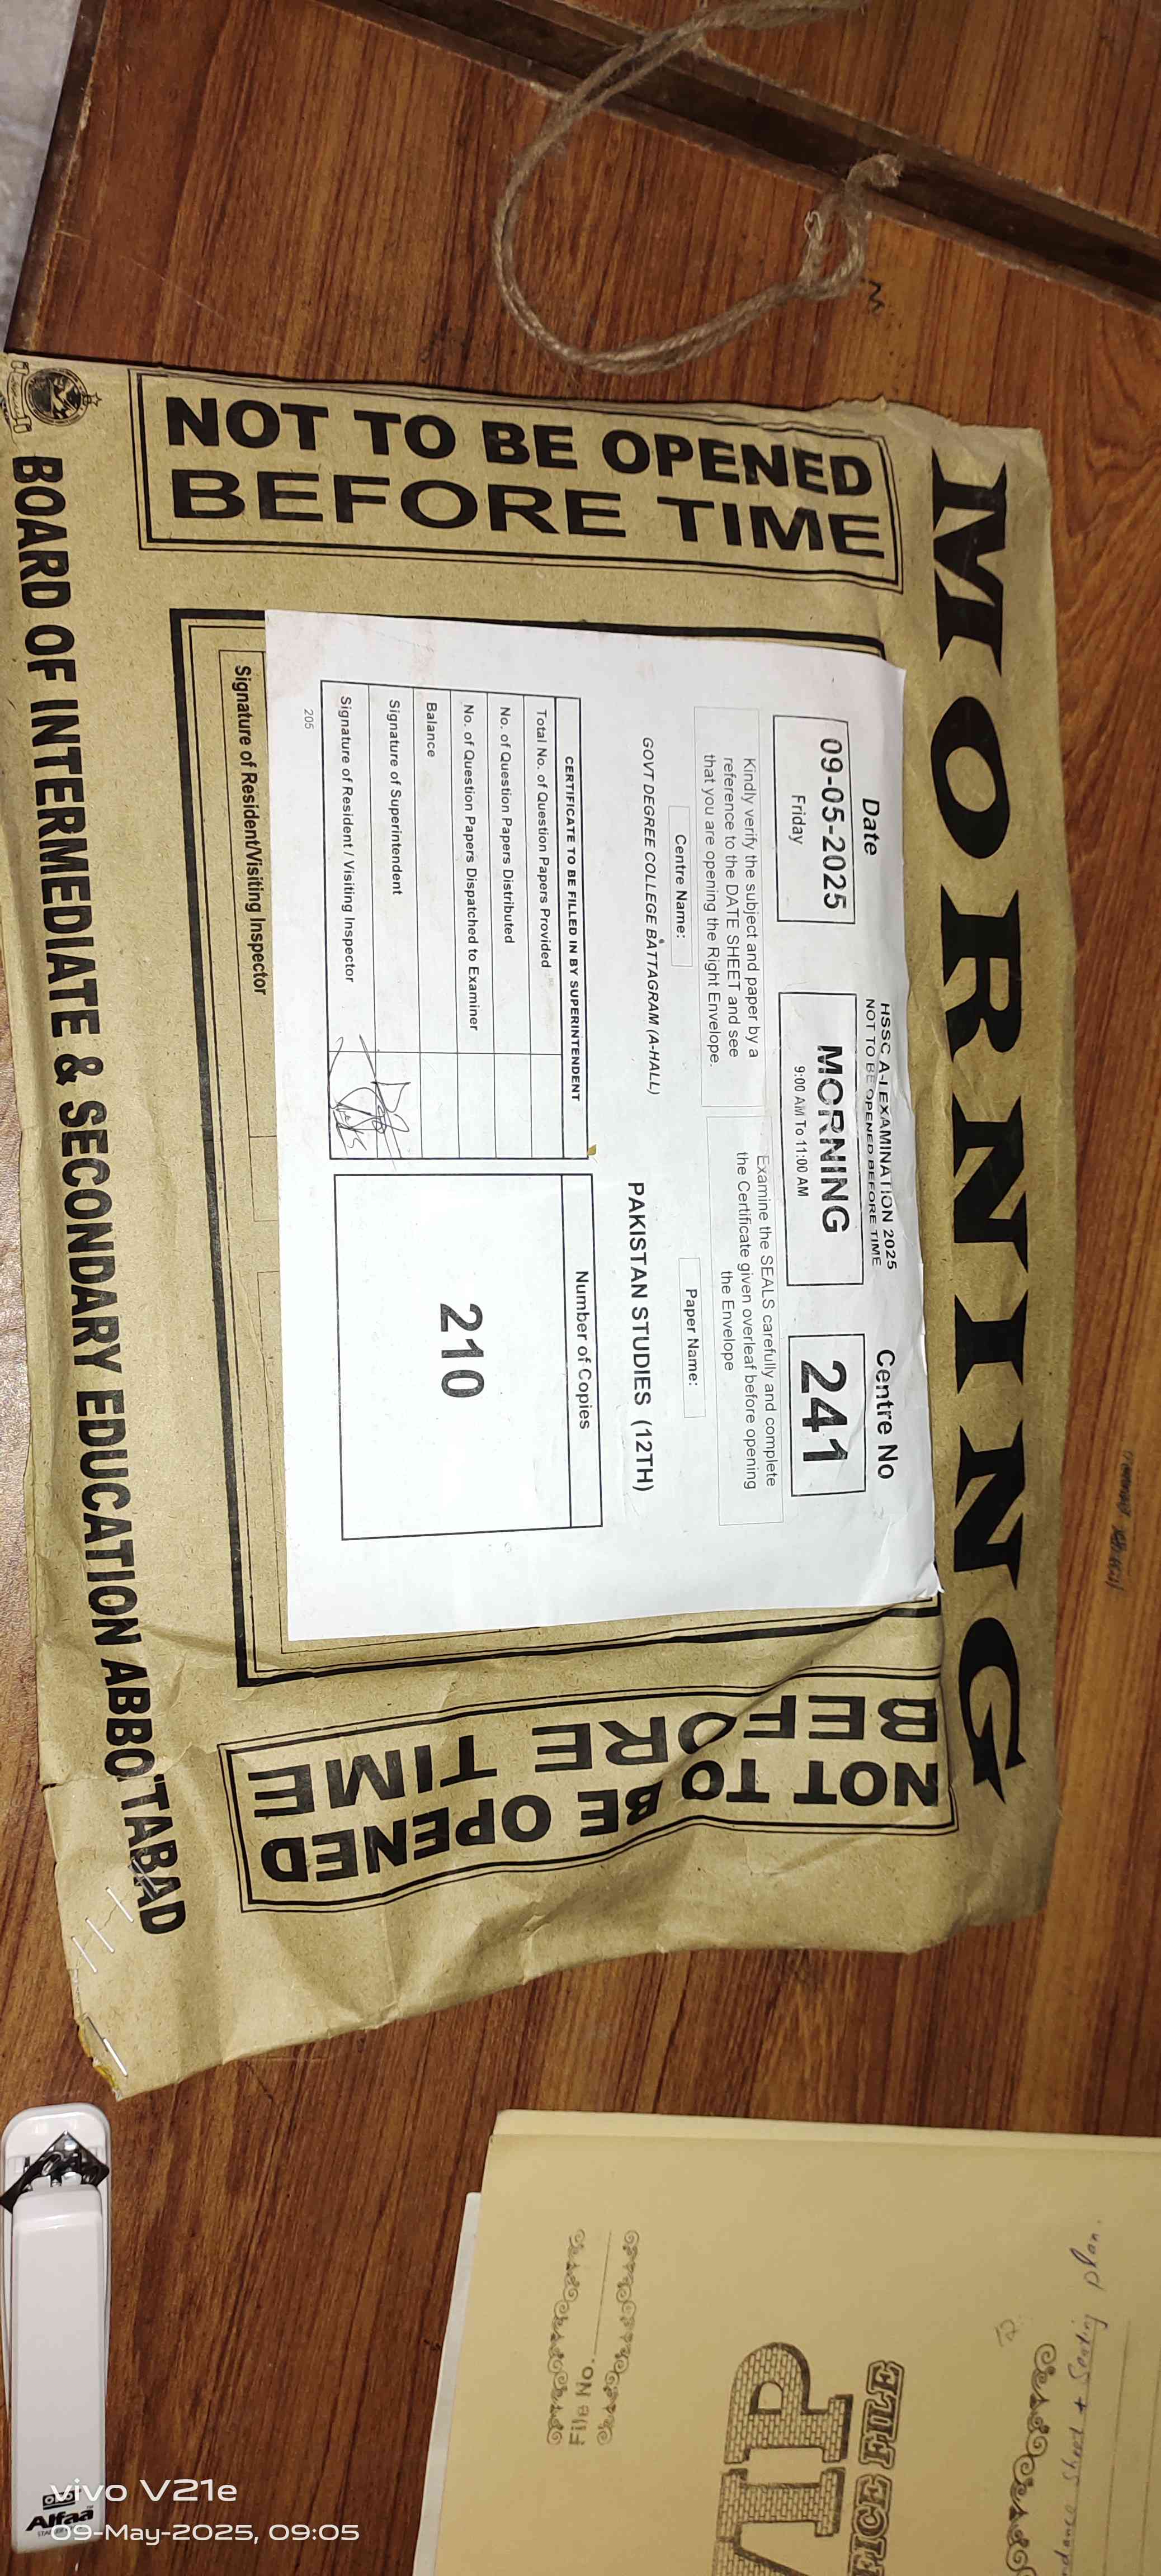 MORNING
NOT TO BE OPENED
BEFORE TIME
HSSC A-I EXAMINATION 2025
NOT TO BE OPENED BEFORE TIME
Date
09-05-2025
Friday
MORNING
9:00 AM To 11:00 AM
Centre No
241
Kindly verify the subject and paper by a
reference to the DATE SHEET and see
that you are opening the Right Envelope.
Examine the SEALS carefully and complete
the Certificate given overleaf before opening
the Envelope
Centre Name:
Paper Name:
GOVT DEGREE COLLEGE BATTAGRAM (A-HALL)
PAKISTAN STUDIES (12TH)
CERTIFICATE TO BE FILLED IN BY SUPERINTENDENT
Total No. of Question Papers Provided
No. of Question Papers Distributed
No. of Question Papers Dispatched to Examiner
Balance
Signature of Superintendent
Signature of Resident / Visiting Inspector
205
Number of Copies
210
Signature of Resident/Visiting Inspector
NOT TO BE OPENED
BEFORE TIME
BOARD OF INTERMEDIATE & SECONDARY EDUCATION ABBOTTABAD
FILE
File No.
Alfaa
vivo V21e
09-May-2025, 09:05